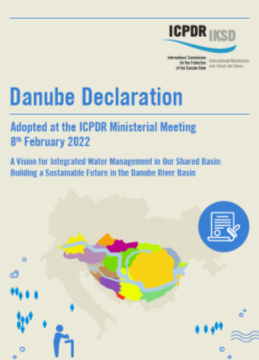 ICPDR IKSD
International Commission
for the Protection
of the Danube River
Internationale Kommission
zum Schutz der Donau
Danube Declaration
Adopted at the ICPDR Ministerial Meeting
8th February 2022
A Vision for Integrated Water Management in Our Shared Basin:
Building a Sustainable Future in the Danube River Basin